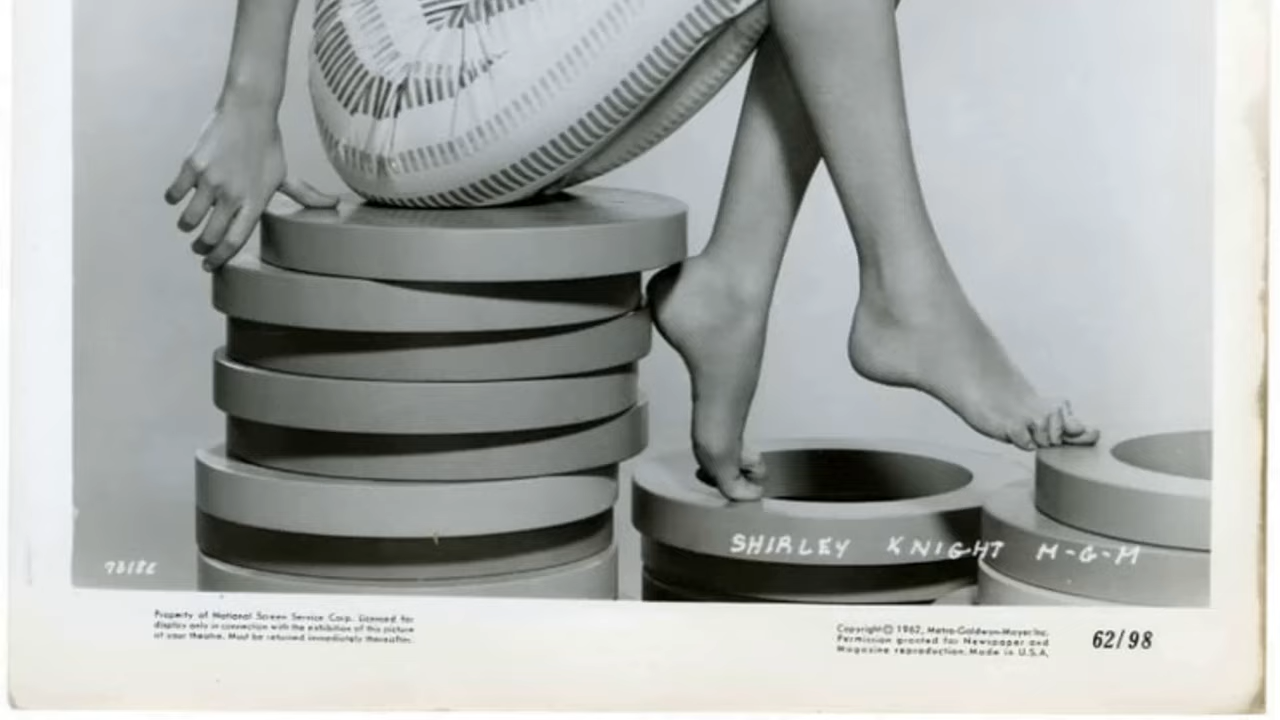 SHIRLEY KNIGHT M-G-M
Property of National Screen Service Corp. Licensed for
display only in connection with the exhibition of this picture
at your theatre. Must be returned immediately thereafter.
Copyright © 1962, Metro-Goldwyn-Mayer Inc.
Permission granted for Newspaper and
Magazine reproduction. Made in U.S.A.
62/98